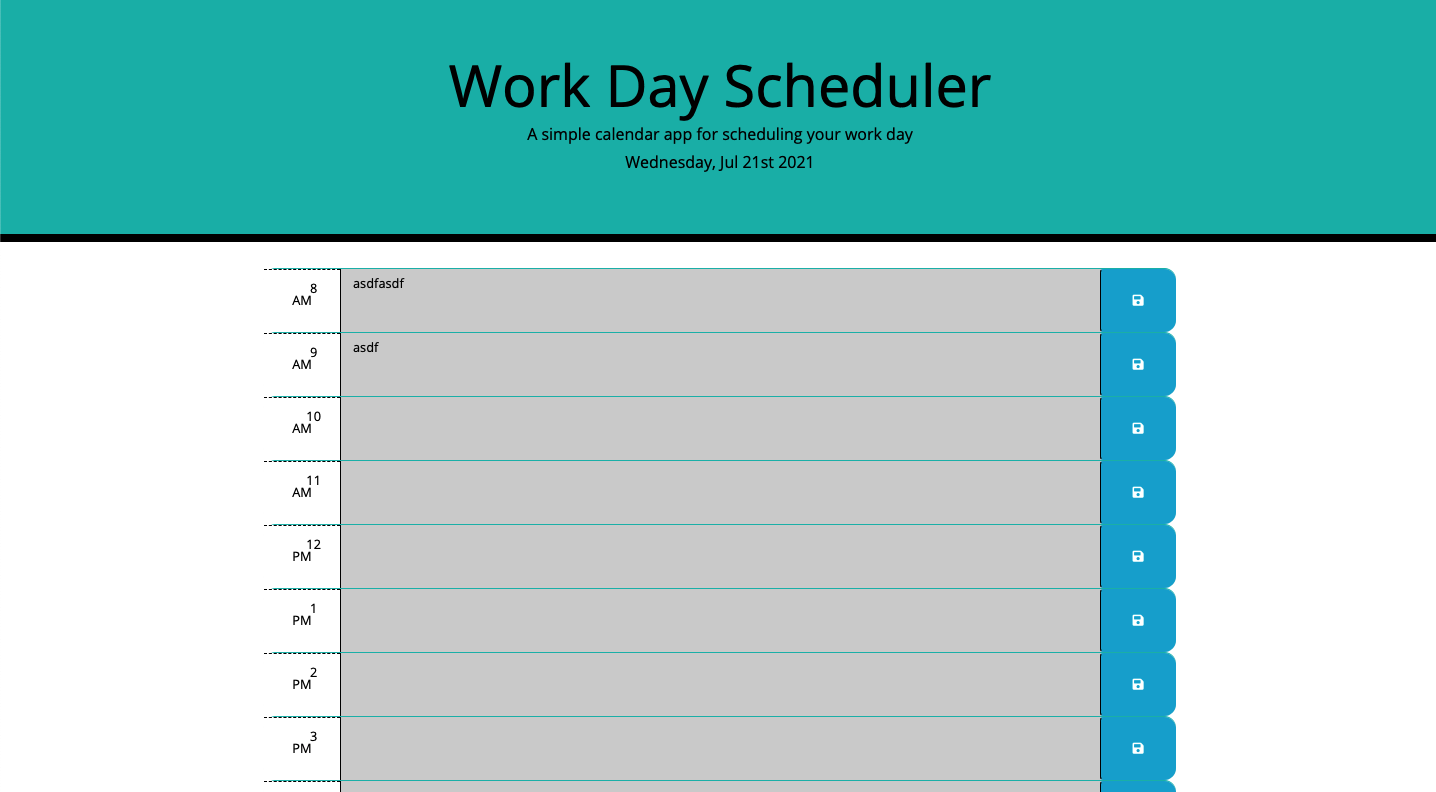 Work Day Scheduler
A simple calendar app for scheduling your work day
Wednesday, Jul 21st 2021
8
AM
asdfasdf
9
AM
asdf
10
AM
11
AM
12
PM
1
PM
2
PM
3
PM